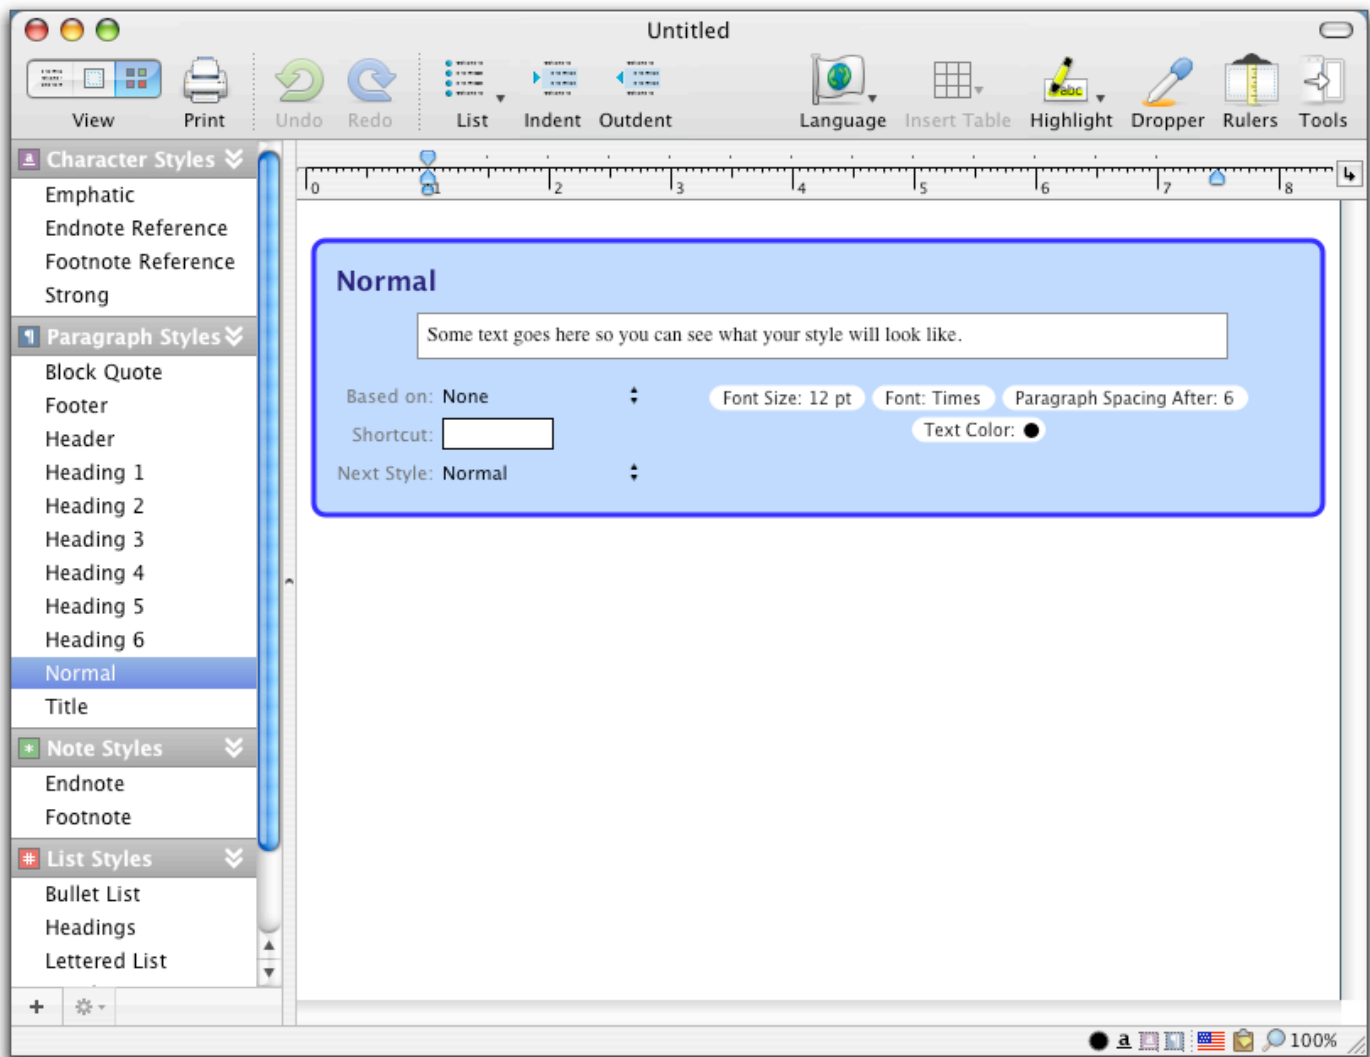 Untitled
View
Print
Undo
Redo
List
Indent
Outdent
Language
Insert Table
abc
Highlight
Dropper
Rulers
Tools
a Character Styles
Emphatic
Endnote Reference
Footnote Reference
Strong
¶ Paragraph Styles
Block Quote
Footer
Header
Heading 1
Heading 2
Heading 3
Heading 4
Heading 5
Heading 6
Normal
Title
* Note Styles
Endnote
Footnote
# List Styles
Bullet List
Headings
Lettered List
0 1 2 3 4 5 6 7 8
Normal
Some text goes here so you can see what your style will look like.
Based on: None
Shortcut:
Next Style: Normal
Font Size: 12 pt
Font: Times
Paragraph Spacing After: 6
Text Color:
a
100%